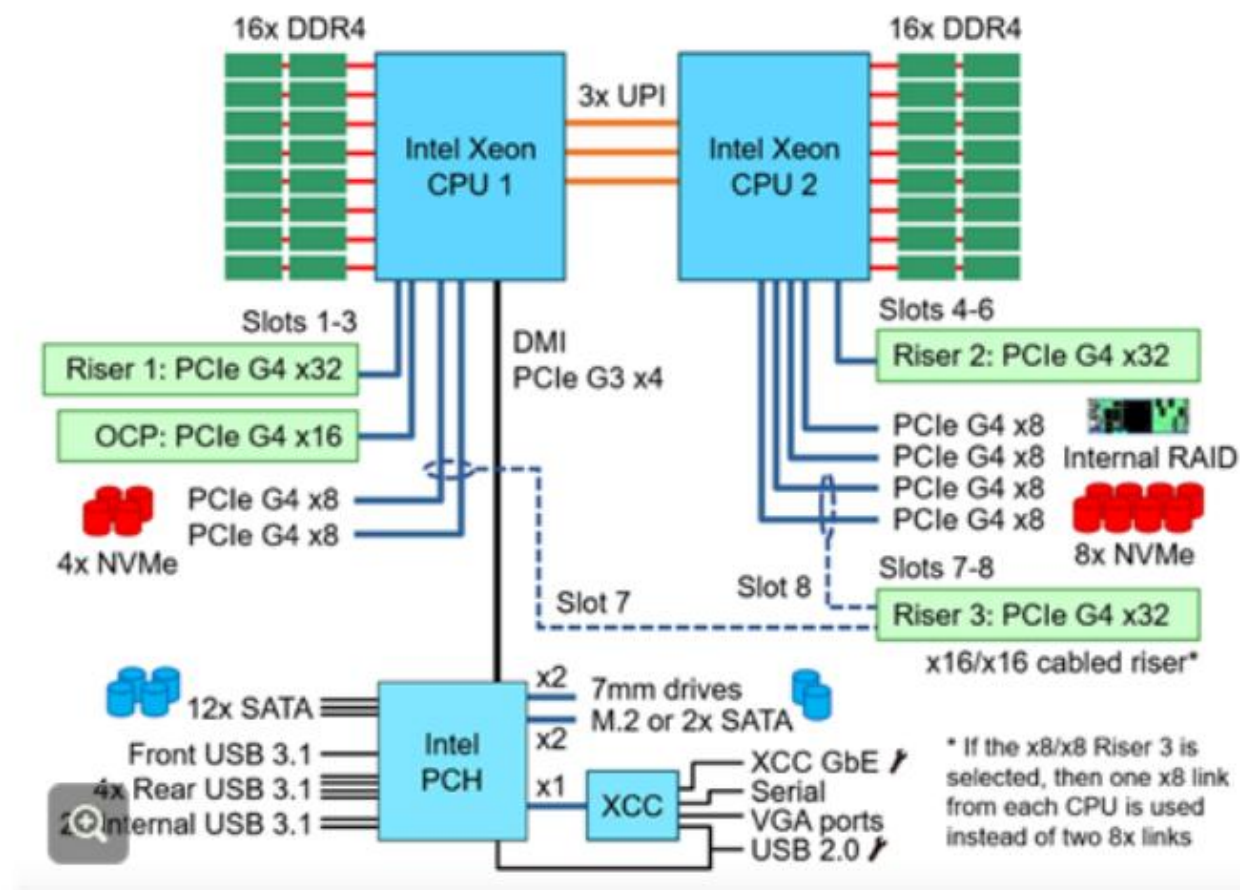 16x DDR4
16x DDR4
3x UPI
Intel Xeon
CPU 1
Intel Xeon
CPU 2
Slots 1-3
Riser 1: PCIe G4 x32
OCP: PCIe G4 x16
PCIe G4 x8
PCIe G4 x8
4x NVMe
DMI
PCIe G3 x4
Slots 4-6
Riser 2: PCIe G4 x32
PCIe G4 x8
PCIe G4 x8
Internal RAID
PCIe G4 x8
PCIe G4 x8
8x NVMe
Slot 7
Slot 8
Slots 7-8
Riser 3: PCIe G4 x32
x16/x16 cabled riser*
12x SATA
Front USB 3.1
4x Rear USB 3.1
Internal USB 3.1
Intel
PCH
x2
7mm drives
M.2 or 2x SATA
x2
x1
XCC
XCC GbE
Serial
VGA ports
USB 2.0
* If the x8/x8 Riser 3 is
selected, then one x8 link
from each CPU is used
instead of two 8x links